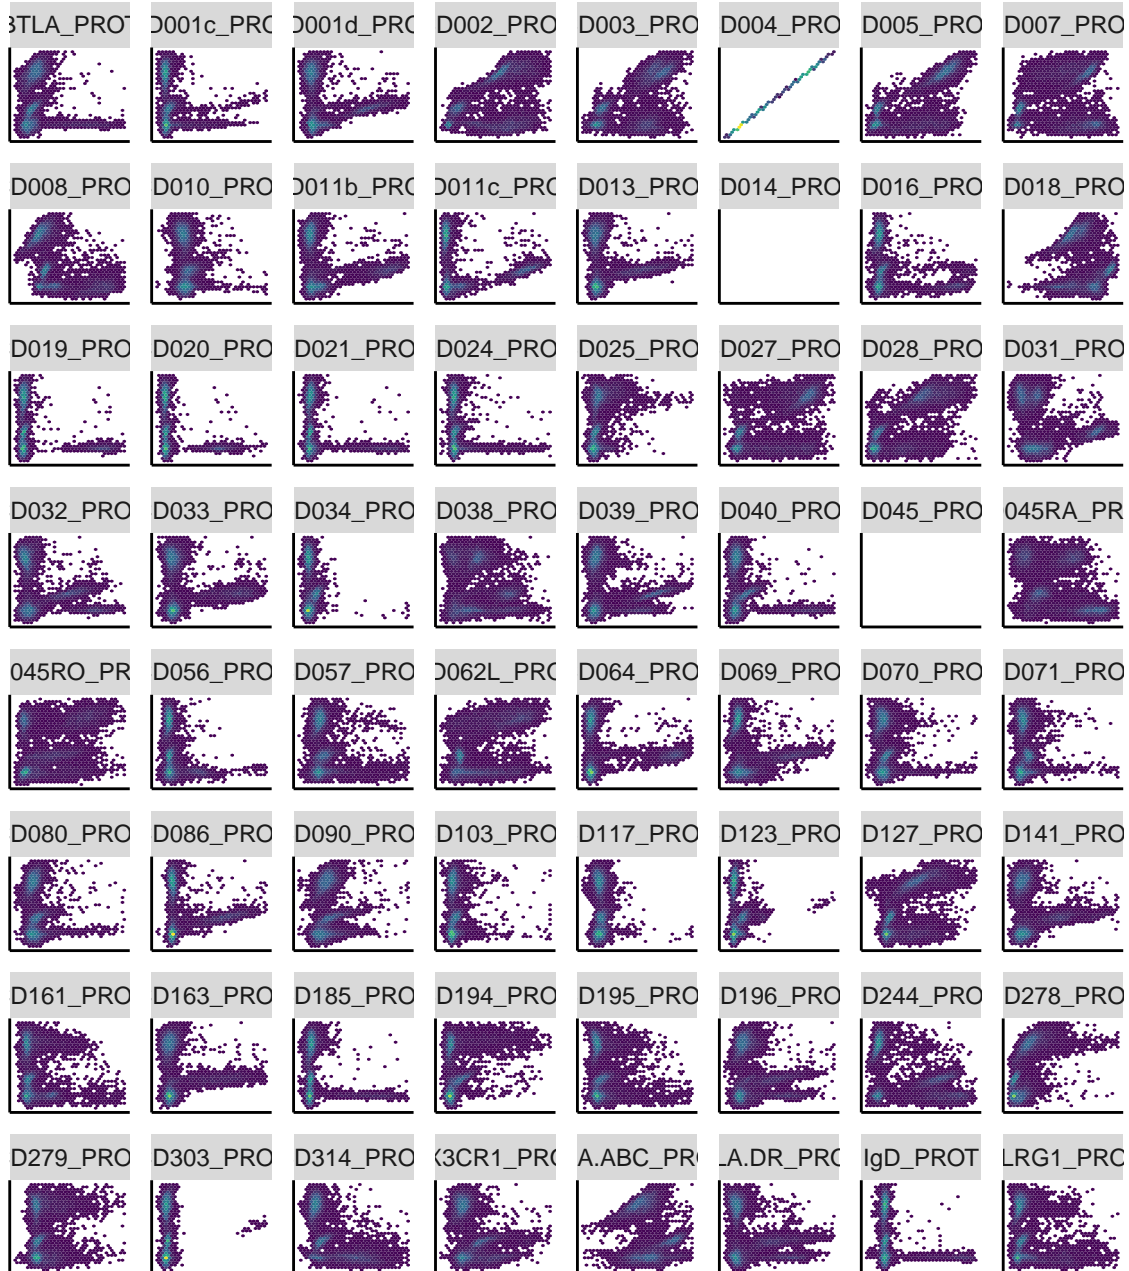 BTLA_PROT D001c_PRO D001d_PRO D002_PRO D003_PRO D004_PRO D005_PRO D007_PRO
D008_PRO D010_PRO D011b_PRO D011c_PRO D013_PRO D014_PRO D016_PRO D018_PRO
D019_PRO D020_PRO D021_PRO D024_PRO D025_PRO D027_PRO D028_PRO D031_PRO
D032_PRO D033_PRO D034_PRO D038_PRO D039_PRO D040_PRO D045_PRO 045RA_PR
045RO_PR D056_PRO D057_PRO D062L_PRO D064_PRO D069_PRO D070_PRO D071_PRO
D080_PRO D086_PRO D090_PRO D103_PRO D117_PRO D123_PRO D127_PRO D141_PRO
D161_PRO D163_PRO D185_PRO D194_PRO D195_PRO D196_PRO D244_PRO D278_PRO
D279_PRO D303_PRO D314_PRO X3CR1_PRO A.ABC_PRO LA.DR_PRO IgD_PROT LRG1_PRO